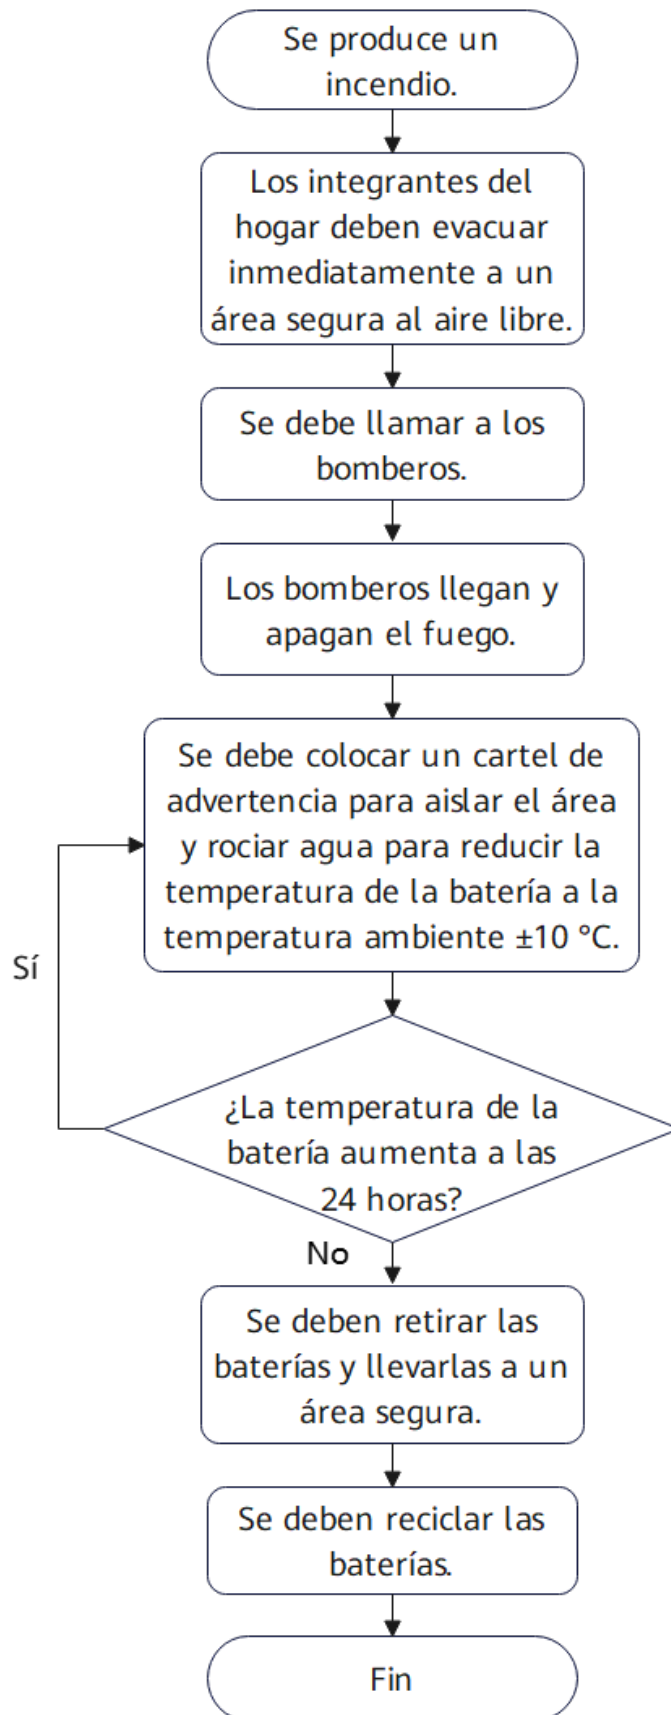 Se produce un
incendio.
Los integrantes del
hogar deben evacuar
inmediatamente a un
área segura al aire libre.
Se debe llamar a los
bomberos.
Los bomberos llegan y
apagan el fuego.
Se debe colocar un cartel de
advertencia para aislar el área
y rociar agua para reducir la
temperatura de la batería a la
temperatura ambiente ±10 °C.
Sí
¿La temperatura de la
batería aumenta a las
24 horas?
No
Se deben retirar las
baterías y llevarlas a un
área segura.
Se deben reciclar las
baterías.
Fin